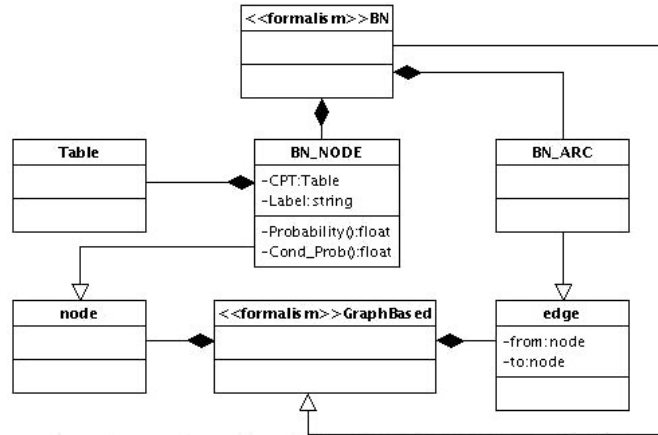 <<formalism>>BN
Table
BN_NODE
-CPT:Table
-Label:string
-Probability():float
-Cond_Prob():float
BN_ARC
node
<<formalism>>GraphBased
edge
-from:node
-to:node